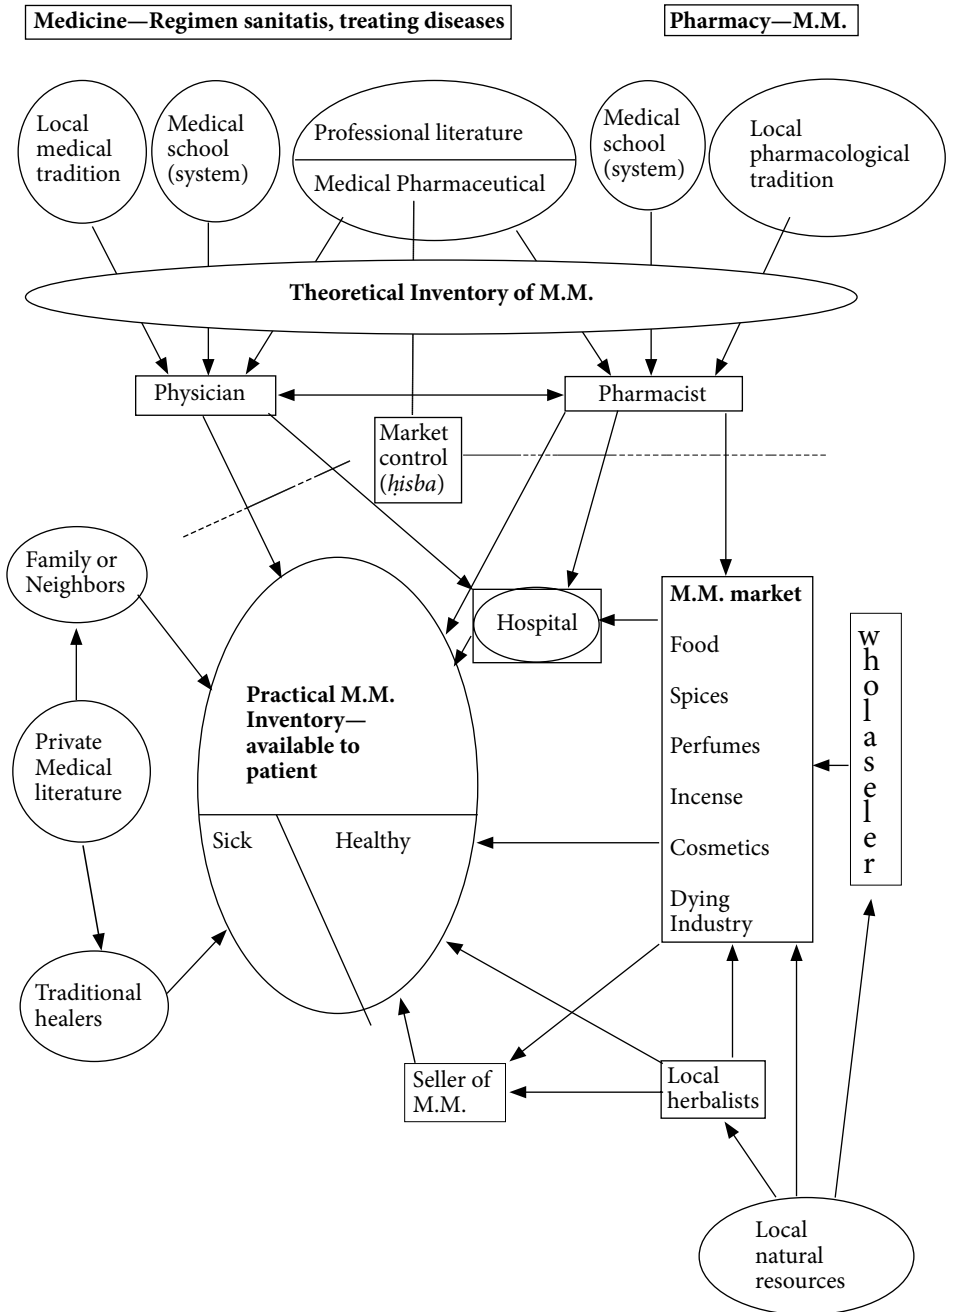 Medicine—Regimen sanitatis, treating diseases
Pharmacy—M.M.
Local
medical
tradition
Medical
school
(system)
Professional literature
Medical Pharmaceutical
Medical
school
(system)
Local
pharmacological
tradition
Theoretical Inventory of M.M.
Physician
Pharmacist
Market
control
(ḥisba)
Family or
Neighbors
Hospital
M.M. market
Food
Spices
Perfumes
Incense
Cosmetics
Dying
Industry
wholaseler
Practical M.M.
Inventory—
available to
patient
Private
Medical
literature
Sick
Healthy
Traditional
healers
Seller of
M.M.
Local
herbalists
Local
natural
resources